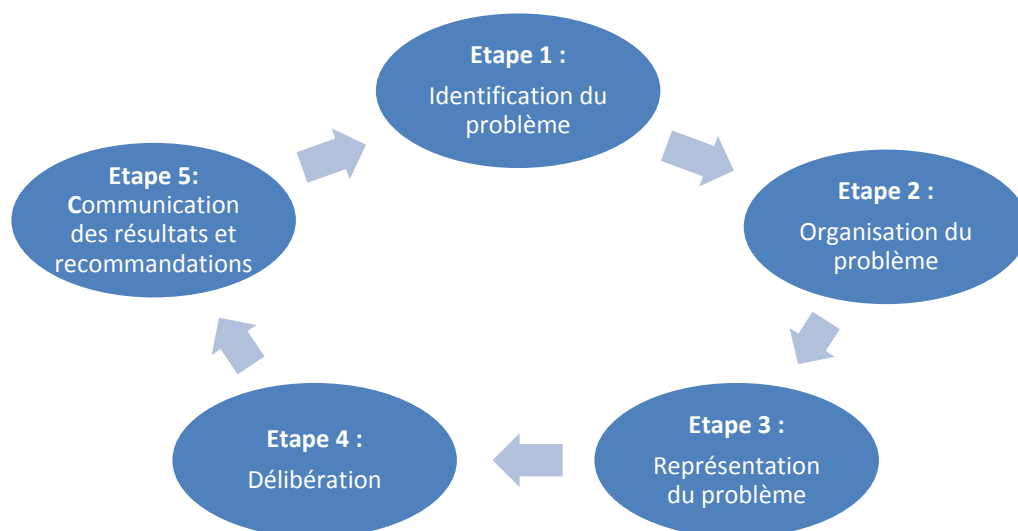 Etape 1 :
Identification du
problème
Etape 2 :
Organisation du
problème
Etape 3 :
Représentation
du problème
Etape 4 :
Délibération
Etape 5:
Communication
des résultats et
recommandations